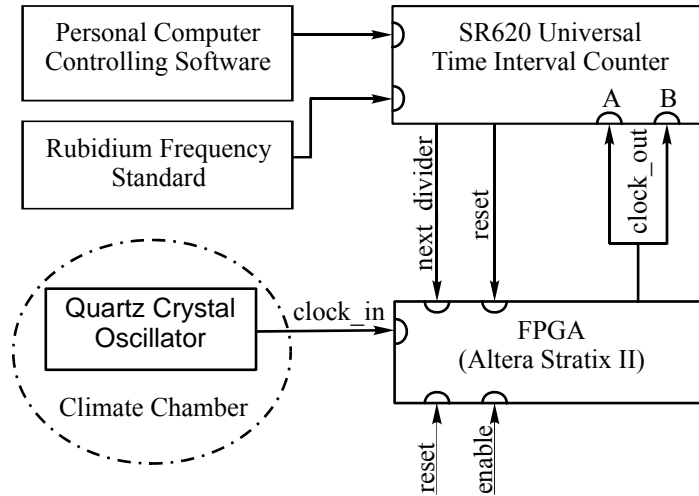 Personal Computer
Controlling Software
SR620 Universal
Time Interval Counter
A
B
Rubidium Frequency
Standard
next divider
reset
clock_out
Quartz Crystal
Oscillator
clock_in
FPGA
(Altera Stratix II)
Climate Chamber
reset
enable